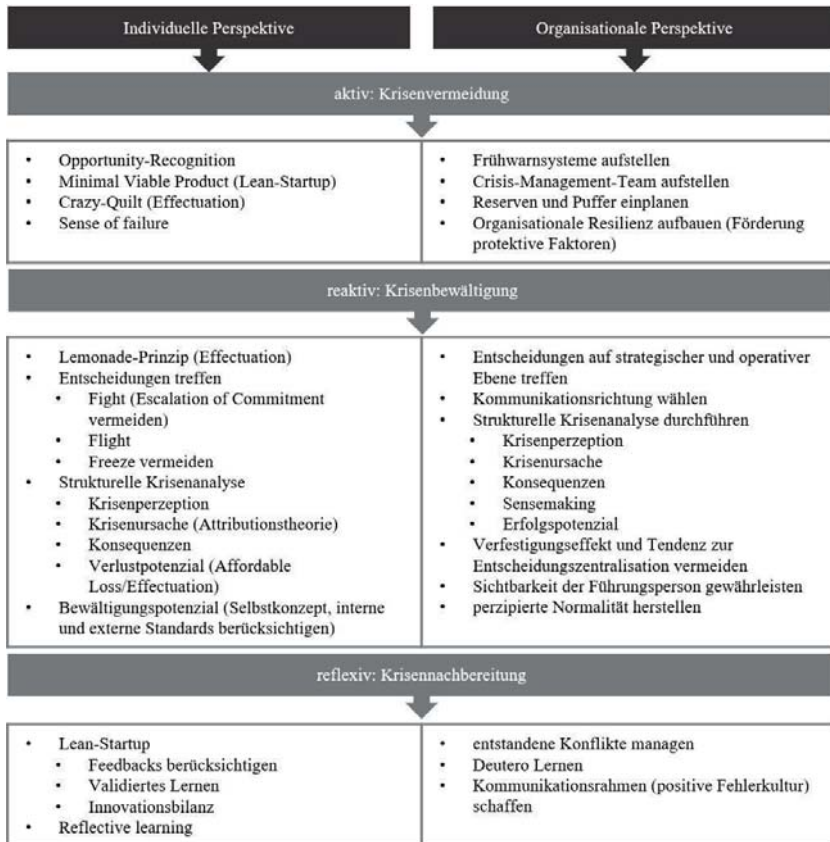 Individuelle Perspektive
Organisationale Perspektive
aktiv: Krisenvermeidung
• Opportunity-Recognition
• Minimal Viable Product (Lean-Startup)
• Crazy-Quilt (Effectuation)
• Sense of failure
• Frühwarnsysteme aufstellen
• Crisis-Management-Team aufstellen
• Reserven und Puffer einplanen
• Organisationale Resilienz aufbauen (Förderung
protektive Faktoren)
reaktiv: Krisenbewältigung
• Lemonade-Prinzip (Effectuation)
• Entscheidungen treffen
• Fight (Escalation of Commitment
vermeiden)
• Flight
• Freeze vermeiden
• Strukturelle Krisenanalyse
• Krisenperzeption
• Krisenursache (Attributionstheorie)
• Konsequenzen
• Verlustpotenzial (Affordable
Loss/Effectuation)
• Bewältigungspotenzial (Selbstkonzept, interne
und externe Standards berücksichtigen)
• Entscheidungen auf strategischer und operativer
Ebene treffen
• Kommunikationsrichtung wählen
• Strukturelle Krisenanalyse durchführen
• Krisenperzeption
• Krisenursache
• Konsequenzen
• Sensemaking
• Erfolgspotenzial
• Verfestigungseffekt und Tendenz zur
Entscheidungszentralisation vermeiden
• Sichtbarkeit der Führungsperson gewährleisten
• perzipierte Normalität herstellen
reflexiv: Krisennachbereitung
• Lean-Startup
• Feedbacks berücksichtigen
• Validiertes Lernen
• Innovationsbilanz
• Reflective learning
• entstandene Konflikte managen
• Deutero Lernen
• Kommunikationsrahmen (positive Fehlerkultur)
schaffen